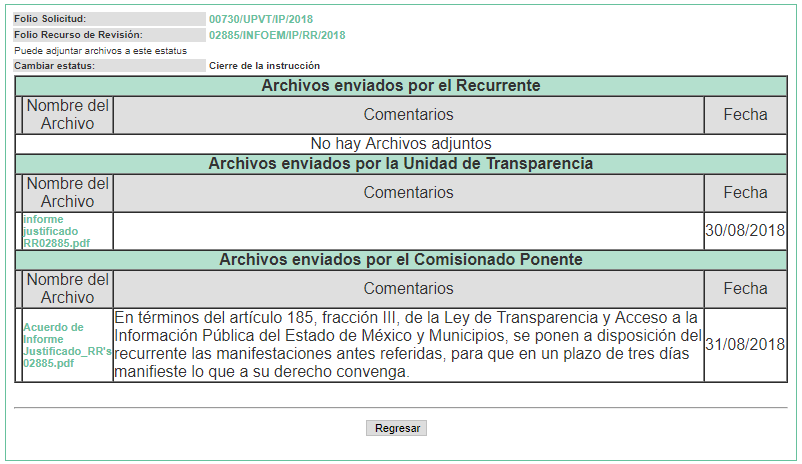 Folio Solicitud: 00730/UPVT/IP/2018
Folio Recurso de Revisión: 02885/INFOEM/IP/RR/2018
Puede adjuntar archivos a este estatus
Cambiar estatus: Cierre de la instrucción
Archivos enviados por el Recurrente
Nombre del Archivo Comentarios Fecha
No hay Archivos adjuntos
Archivos enviados por la Unidad de Transparencia
Nombre del Archivo Comentarios Fecha
informe
justificado
RR02885.pdf
30/08/2018
Archivos enviados por el Comisionado Ponente
Nombre del Archivo Comentarios Fecha
Acuerdo de
Informe
Justificado_RR's
02885.pdf
En términos del artículo 185, fracción III, de la Ley de Transparencia y Acceso a la
Información Pública del Estado de México y Municipios, se ponen a disposición del
recurrente las manifestaciones antes referidas, para que en un plazo de tres días
manifieste lo que a su derecho convenga.
31/08/2018
Regresar